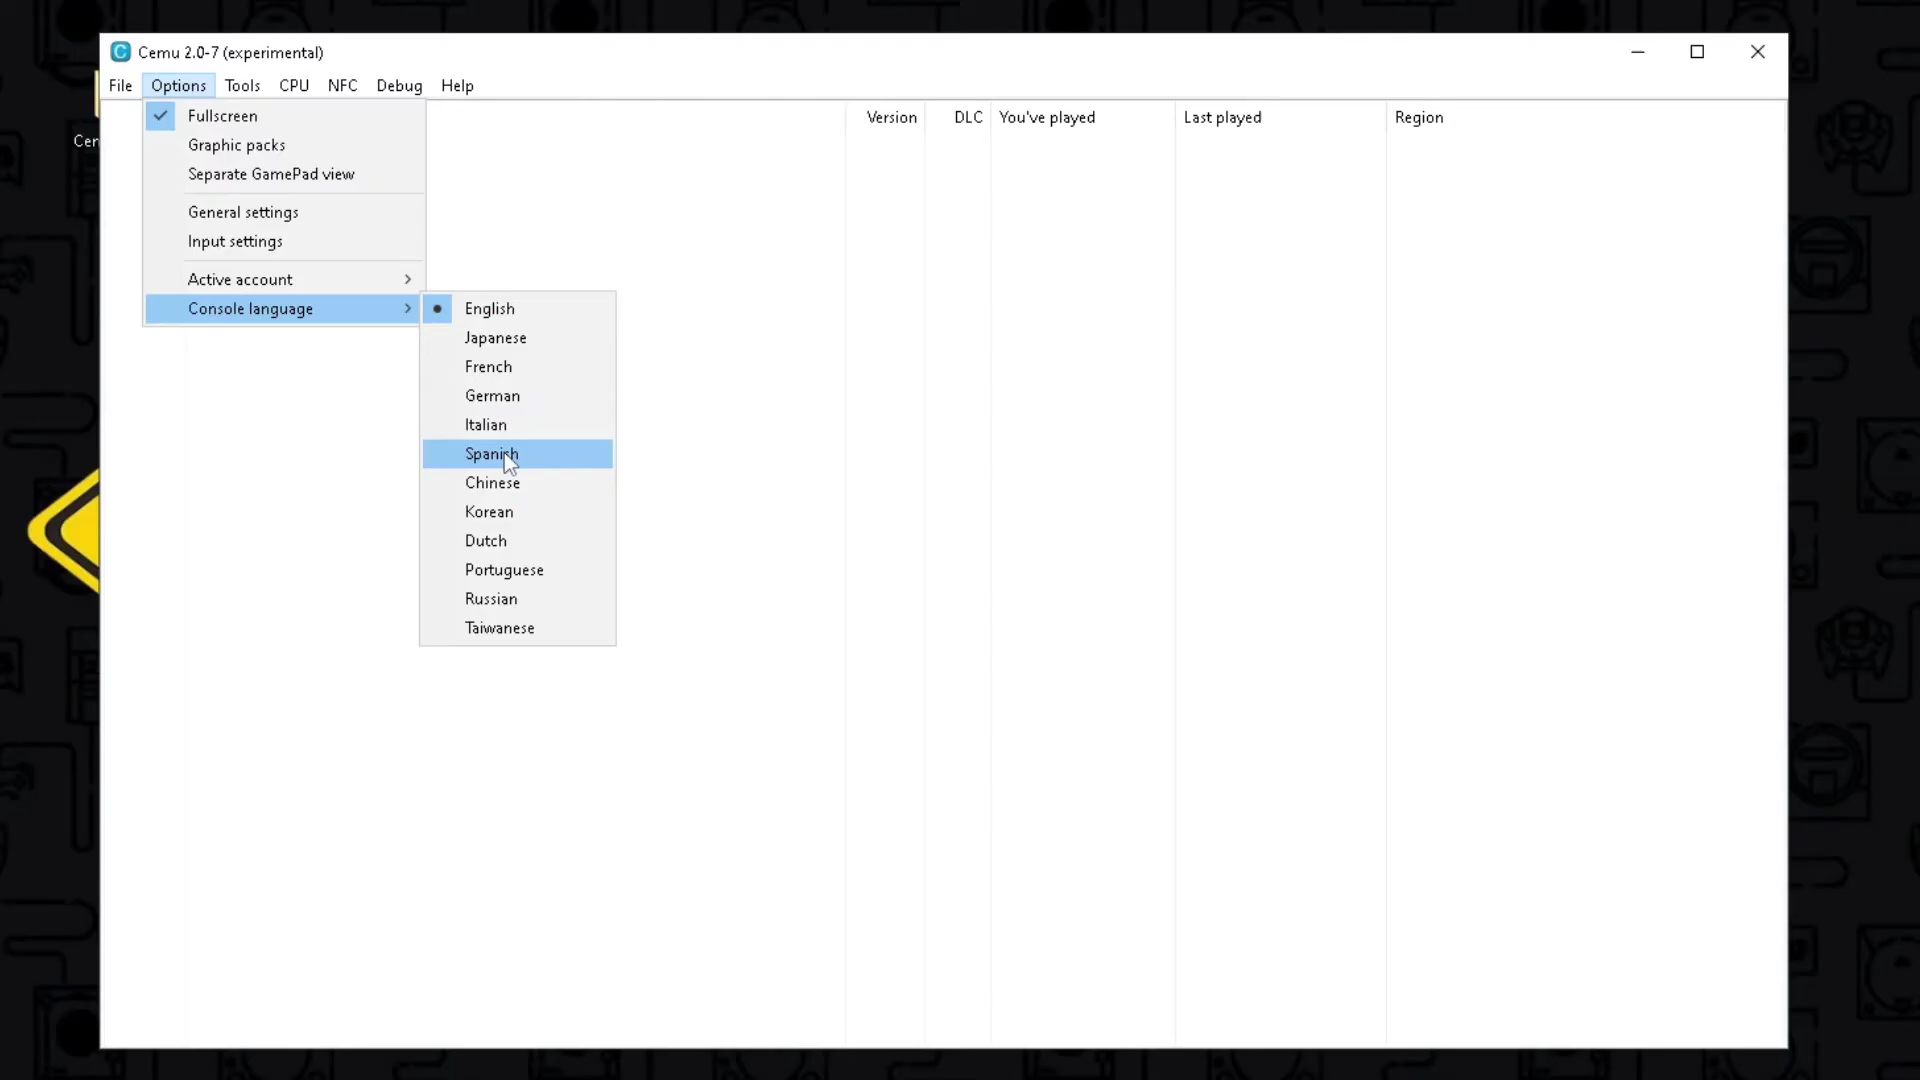 Cemu 2.0-7 (experimental)
File Options Tools CPU NFC Debug Help
Version DLC You've played Last played Region
Cen
Fullscreen
Graphic packs
Separate GamePad view
General settings
Input settings
Active account
Console language
English
Japanese
French
German
Italian
Spanish
Chinese
Korean
Dutch
Portuguese
Russian
Taiwanese